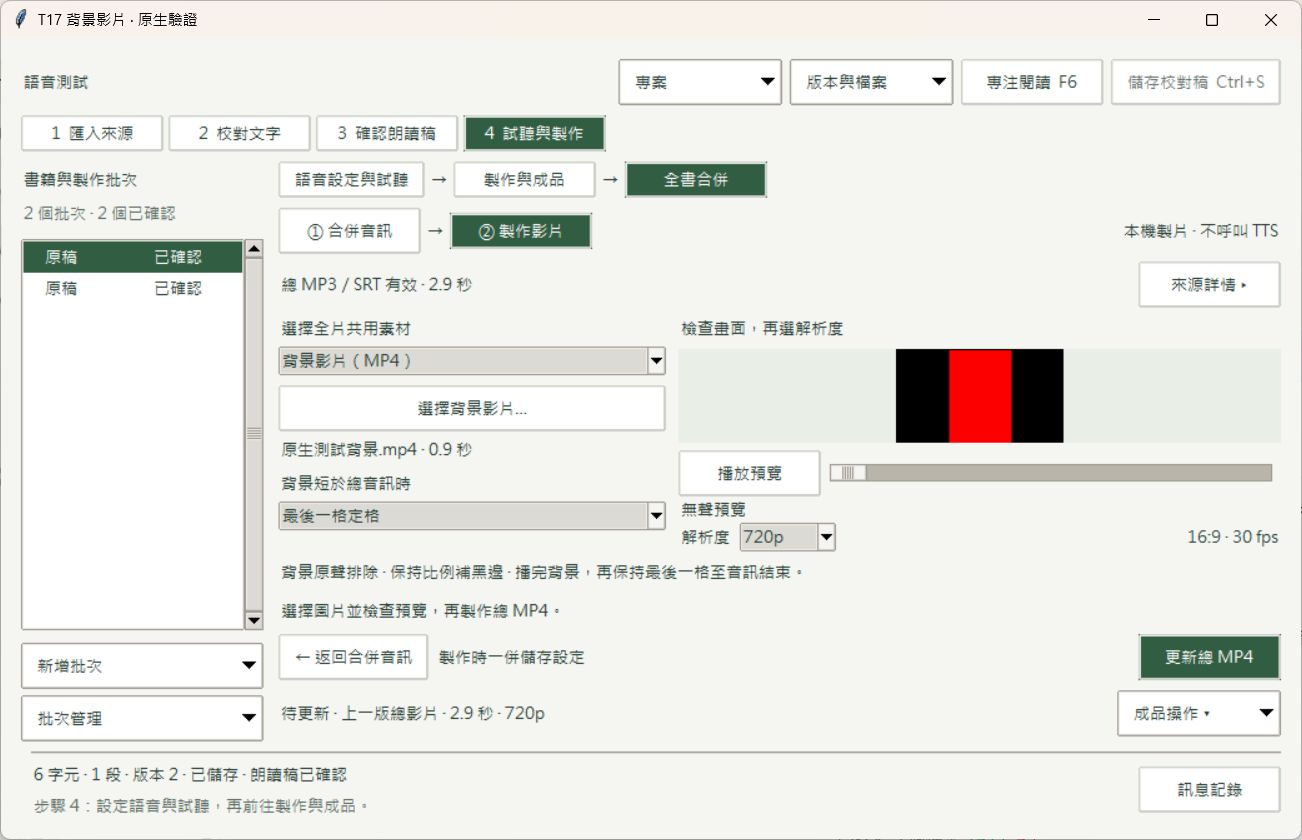 T17 背景影片 · 原生驗證
語音測試
專案
版本與檔案
專注閱讀 F6
儲存校對稿 Ctrl+S
1 匯入來源
2 校對文字
3 確認朗讀稿
4 試聽與製作
書籍與製作批次
語音設定與試聽
→
製作與成品
→
全書合併
2 個批次 · 2 個已確認
① 合併音訊
→
② 製作影片
本機製片 · 不呼叫 TTS
原稿 已確認
原稿 已確認
總 MP3 / SRT 有效 · 2.9 秒
來源詳情 ▸
選擇全片共用素材
背景影片（MP4）
選擇背景影片...
原生測試背景.mp4 · 0.9 秒
背景短於總音訊時
最後一格定格
檢查畫面，再選解析度
播放預覽
無聲預覽
解析度 720p
16:9 · 30 fps
背景原聲排除 · 保持比例補黑邊 · 播完背景，再保持最後一格至音訊結束。
選擇圖片並檢查預覽，再製作總 MP4。
← 返回合併音訊
製作時一併儲存設定
更新總 MP4
新增批次
批次管理
待更新 · 上一版總影片 · 2.9 秒 · 720p
成品操作 ▾
6 字元 · 1 段 · 版本 2 · 已儲存 · 朗讀稿已確認
步驟 4：設定語音與試聽，再前往製作與成品。
訊息記錄